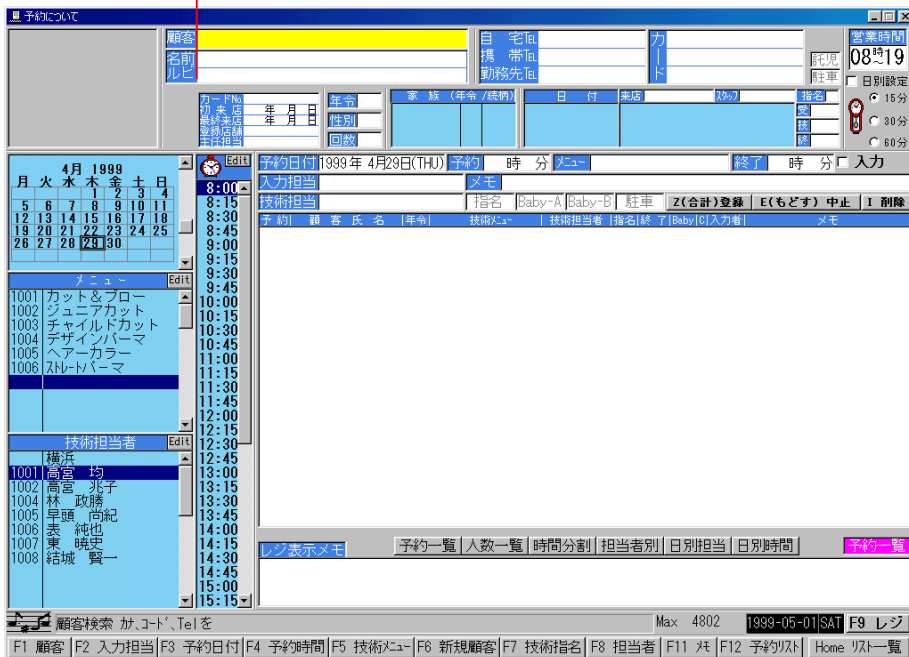 予約について
顧客
名前
ルビ
自 宅TEL
携 帯TEL
勤務先TEL
カード
託児
駐車
営業時間
08時19
日別設定
15分
30分
60分
カードNo
初 来 店 年 月 日
最終来店 年 月 日
登録店舗
主任担当
年令
性別
回数
家 族 (年令 /続柄)
日 付 来店 スタッフ 指名
受
技
終
4月 1999
月 火 水 木 金 土 日
1 2 3 4
5 6 7 8 9 10 11
12 13 14 15 16 17 18
19 20 21 22 23 24 25
26 27 28 29 30
メニュー Edit
1001 カット&ブロー
1002 ジュニアカット
1003 チャイルドカット
1004 デザインパーマ
1005 ヘアーカラー
1006 ストレートパーマ
技術担当者 Edit
横浜
1001 高宮 均
1002 高宮 兆子
1004 林 政勝
1005 早頭 尚紀
1006 表 純也
1007 東 暁史
1008 結城 賢一
Edit
8:00
8:15
8:30
8:45
9:00
9:15
9:30
9:45
10:00
10:15
10:30
10:45
11:00
11:15
11:30
11:45
12:00
12:15
12:30
12:45
13:00
13:15
13:30
13:45
14:00
14:15
14:30
14:45
15:00
15:15
予約日付 1999年 4月29日(THU) 予約 時 分 メニュー 終了 時 分 入力
入力担当 メモ
技術担当 指名 Baby-A Baby-B 駐車 Z(合計)登録 E(もどす) 中止 I 削除
予 約 顧 客 氏 名 年令 技術メニュー 技術担当者 指名 終 了 Baby C 入力者 メモ
レジ表示メモ 予約一覧 人数一覧 時間分割 担当者別 日別担当 日別時間 予約一覧
顧客検索 カナ、コード、Tel を Max 4802 1999-05-01 SAT F9 レジ
F1 顧客 F2 入力担当 F3 予約日付 F4 予約時間 F5 技術メニュー F6 新規顧客 F7 技術指名 F8 担当者 F11 メモ F12 予約リスト Home リスト一覧